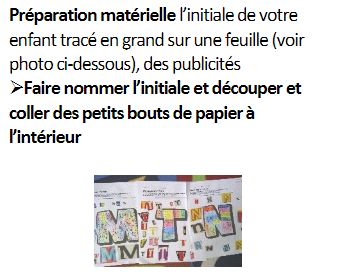 Préparation matérielle l’initiale de votre
enfant tracé en grand sur une feuille (voir
photo ci-dessous), des publicités
➢Faire nommer l’initiale et découper et
coller des petits bouts de papier à
l’intérieur
M T N